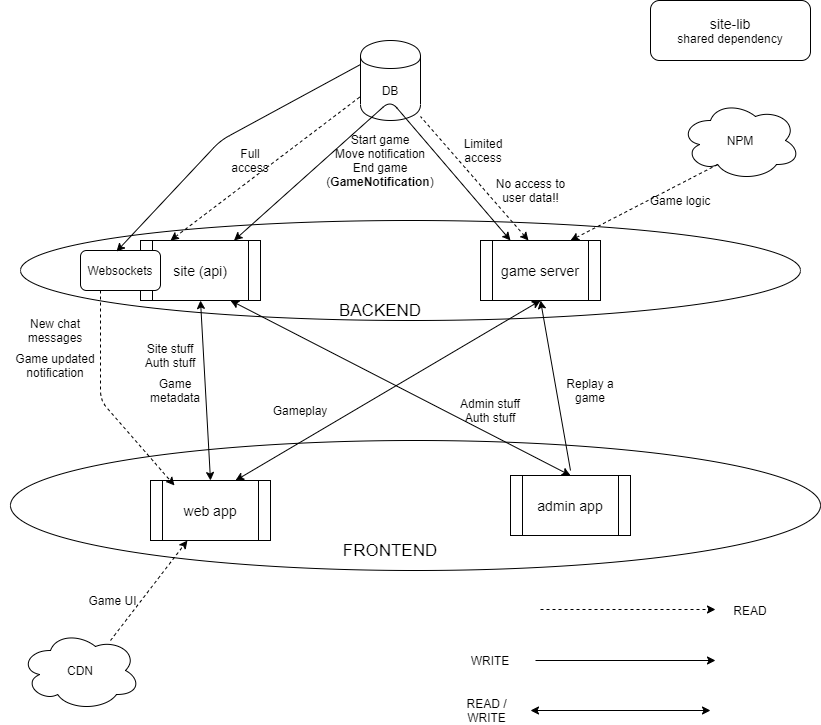 site-lib
shared dependency
DB
NPM
Full
access
Start game
Move notification
End game
(GameNotification)
Limited
access
No access to
user data!!
Game logic
Websockets
site (api)
game server
BACKEND
New chat
messages
Game updated
notification
Site stuff
Auth stuff
Game
metadata
Gameplay
Admin stuff
Auth stuff
Replay a
game
web app
admin app
FRONTEND
Game UI
CDN
READ
WRITE
READ /
WRITE